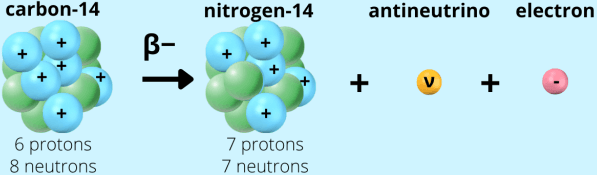 carbon-14 nitrogen-14 antineutrino electron
β− + ν + -
+ + + + + +
+ + + + +
6 protons 7 protons
8 neutrons 7 neutrons